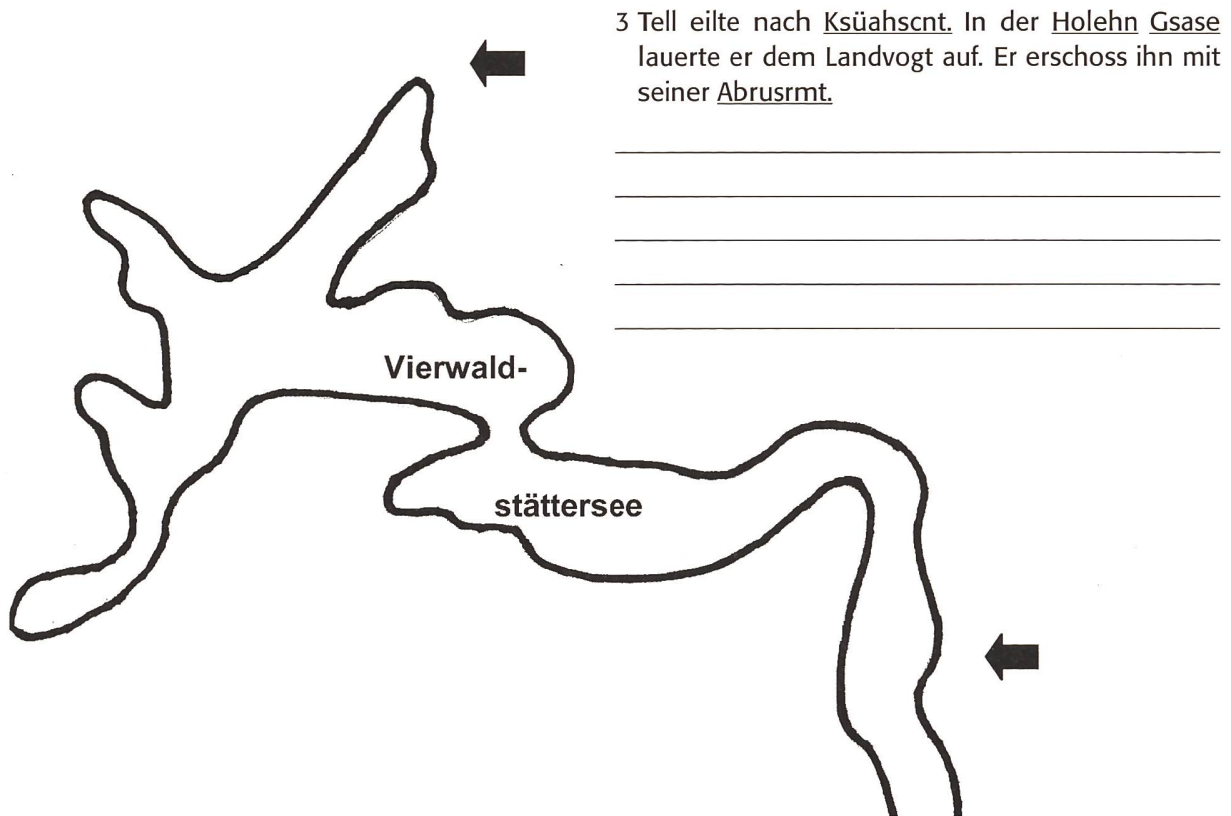 3 Tell eilte nach Ksüahscnt. In der Holehn Gsase
lauerte er dem Landvogt auf. Er erschoss ihn mit
seiner Abrusrmt.
Vierwald-
stättersee